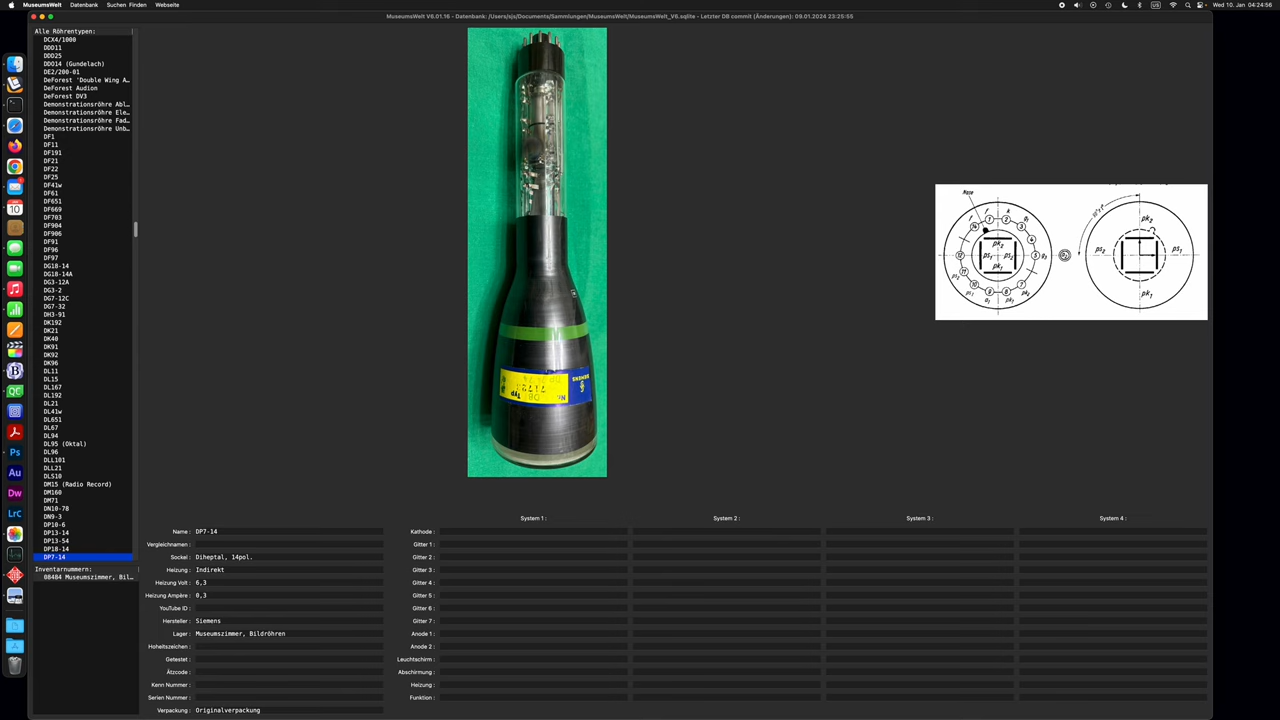 MuseumsWelt Datenbank Suchen Finden Webseite
US
Wed 10. Jan. 04:24:56
MuseumsWelt V6.01.16 - Datenbank: /Users/sjs/Documents/Sammlungen/MuseumsWelt/MuseumsWelt_V6.sqlite - Letzter DB commit (Änderungen): 09.01.2024 23:25:55
Alle Röhrentypen:
DCX4/1000
DDD11
DDD25
DDO14 (Gundelach)
DE2/200-01
DeForest 'Double Wing A…
DeForest Audion
DeForest DV3
Demonstrationsröhre Abl…
Demonstrationsröhre Ele…
Demonstrationsröhre Fad…
Demonstrationsröhre Unb…
DF1
DF11
DF191
DF21
DF22
DF25
DF41w
DF61
DF651
DF669
DF703
DF904
DF906
DF91
DF96
DF97
DG18-14
DG18-14A
DG3-12A
DG3-2
DG7-12C
DG7-32
DH3-91
DK192
DK21
DK40
DK91
DK92
DK96
DL11
DL15
DL167
DL192
DL21
DL41w
DL651
DL67
DL94
DL95 (Oktal)
DL96
DLL101
DLL21
DLS10
DM15 (Radio Record)
DM160
DM71
DN10-78
DN9-3
DP10-6
DP13-14
DP13-54
DP18-14
DP7-14
Inventarnummern:
08484 Museumszimmer, Bil…
SIEMENS
Nr.
Typ
Nase
System 1 :
System 2 :
System 3 :
System 4 :
Name : DP7-14
Vergleichnamen :
Sockel : Diheptal, 14pol.
Heizung : Indirekt
Heizung Volt : 6,3
Heizung Ampère : 0,3
YouTube ID :
Hersteller : Siemens
Lager : Museumszimmer, Bildröhren
Hoheitszeichen :
Getestet :
Ätzcode :
Kenn Nummer :
Serien Nummer :
Verpackung : Originalverpackung
Kathode :
Gitter 1 :
Gitter 2 :
Gitter 3 :
Gitter 4 :
Gitter 5 :
Gitter 6 :
Gitter 7 :
Anode 1 :
Anode 2 :
Leuchtschirm :
Abschirmung :
Heizung :
Funktion :